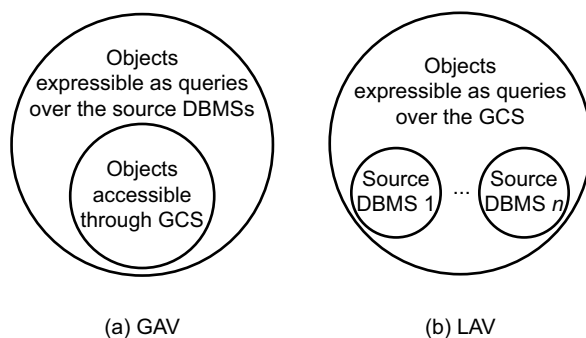 Objects
expressible as queries
over the source DBMSs
Objects
accessible
through GCS
(a) GAV
Objects
expressible as queries
over the GCS
Source
DBMS 1
...
Source
DBMS n
(b) LAV